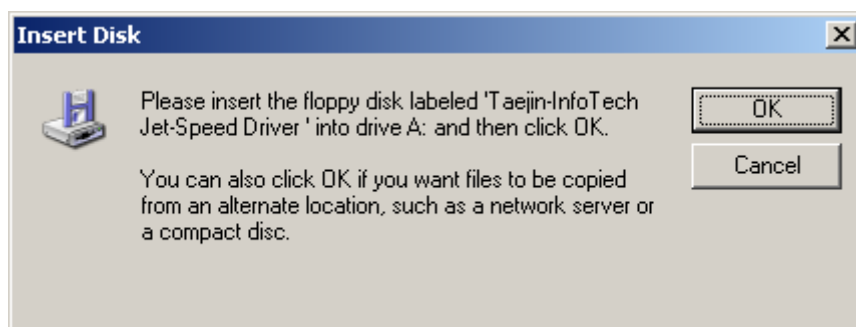 Insert Disk
Please insert the floppy disk labeled 'Taejin-InfoTech
Jet-Speed Driver ' into drive A: and then click OK.
You can also click OK if you want files to be copied
from an alternate location, such as a network server or
a compact disc.
OK
Cancel